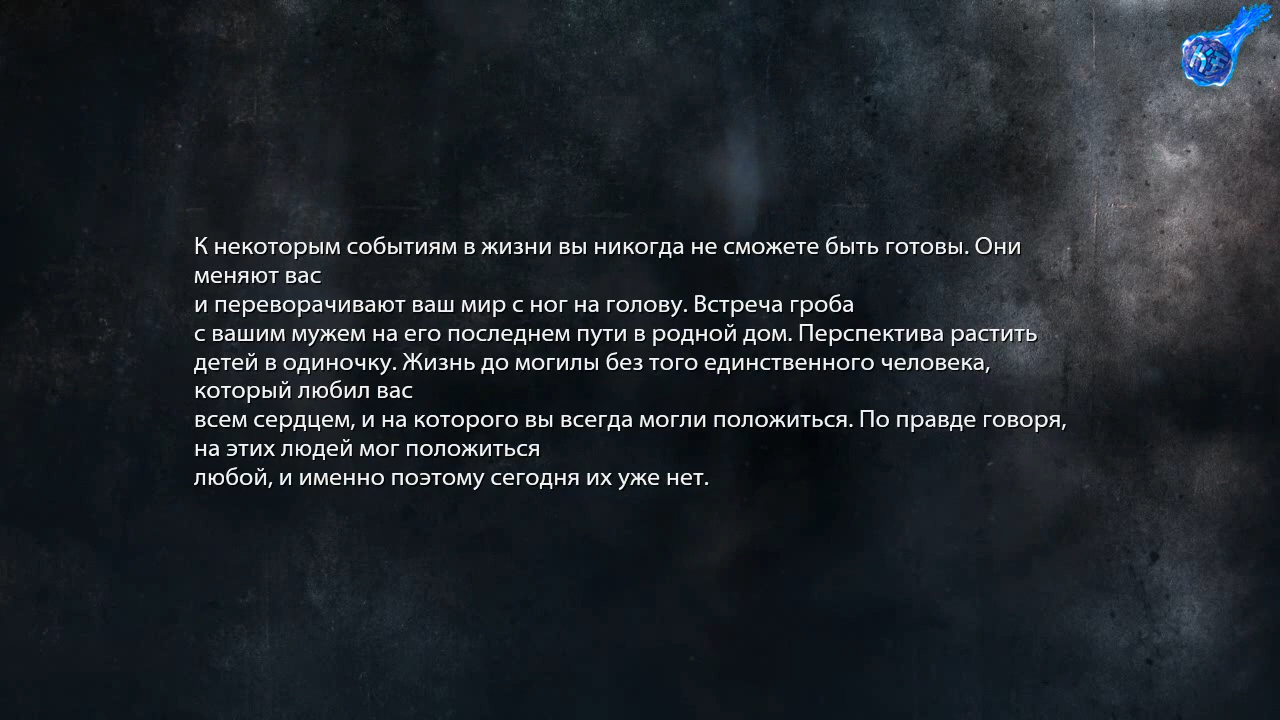 К некоторым событиям в жизни вы никогда не сможете быть готовы. Они
меняют вас
и переворачивают ваш мир с ног на голову. Встреча гроба
с вашим мужем на его последнем пути в родной дом. Перспектива растить
детей в одиночку. Жизнь до могилы без того единственного человека,
который любил вас
всем сердцем, и на которого вы всегда могли положиться. По правде говоря,
на этих людей мог положиться
любой, и именно поэтому сегодня их уже нет.